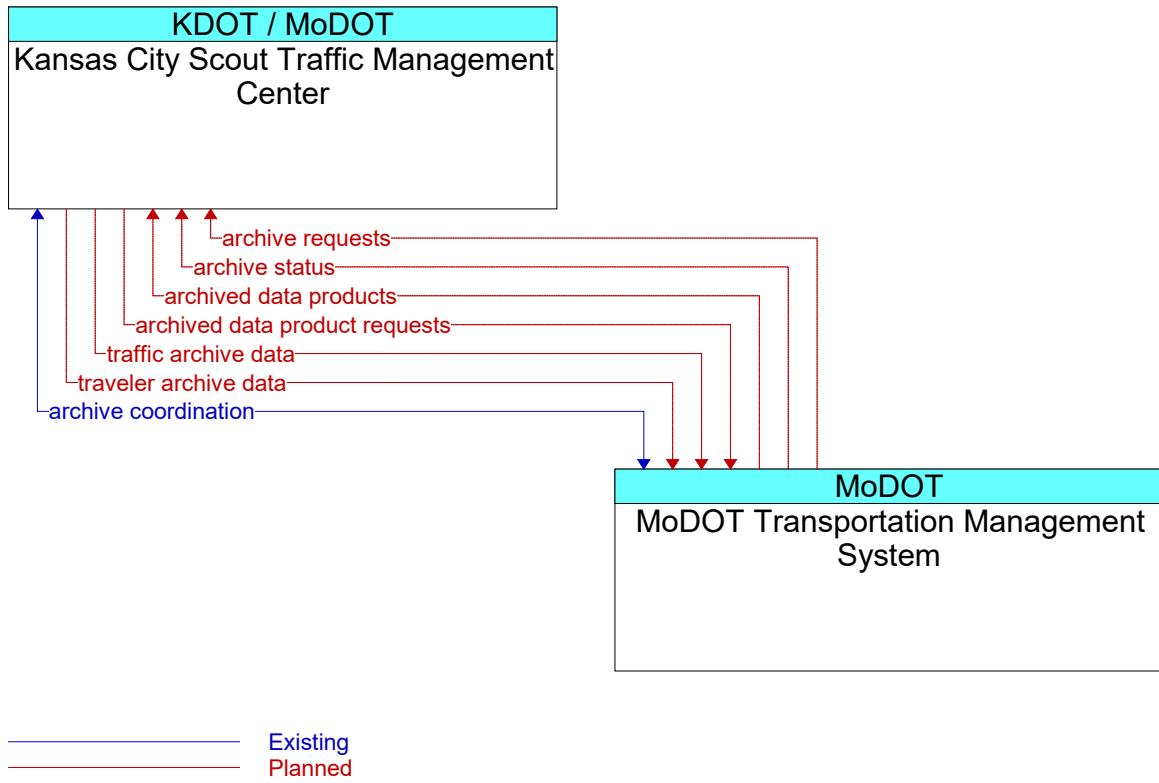 KDOT / MoDOT
Kansas City Scout Traffic Management
Center
archive requests
archive status
archived data products
archived data product requests
traffic archive data
traveler archive data
archive coordination
MoDOT
MoDOT Transportation Management
System
Existing
Planned